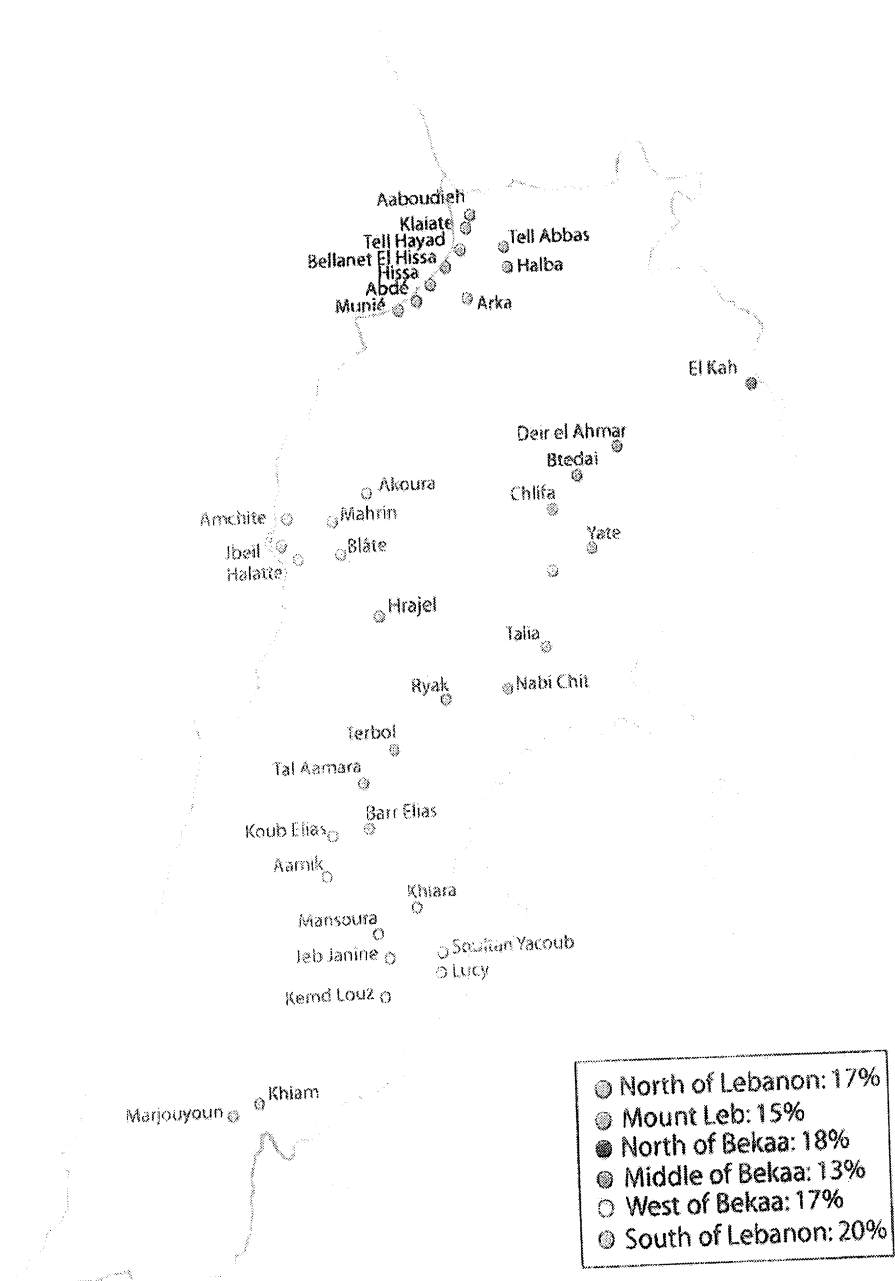 Aaboudieh
Klaiate
Tell Hayad
Tell Abbas
Bellanet El Hissa
Halba
Hissa
Abdé
Munié
Arka
El Kah
Deir el Ahmar
Btedai
Akoura
Chlifa
Amchite
Mahrin
Yate
Jbeil
Blâte
Halatte
Hrajel
Talia
Ryak
Nabi Chit
Terbol
Tal Aamara
Barr Elias
Koub Elias
Aamik
Khiara
Mansoura
Soultan Yacoub
Jeb Janine
Lucy
Kemd Louz
Khiam
Marjouyoun
North of Lebanon: 17%
Mount Leb: 15%
North of Bekaa: 18%
Middle of Bekaa: 13%
West of Bekaa: 17%
South of Lebanon: 20%